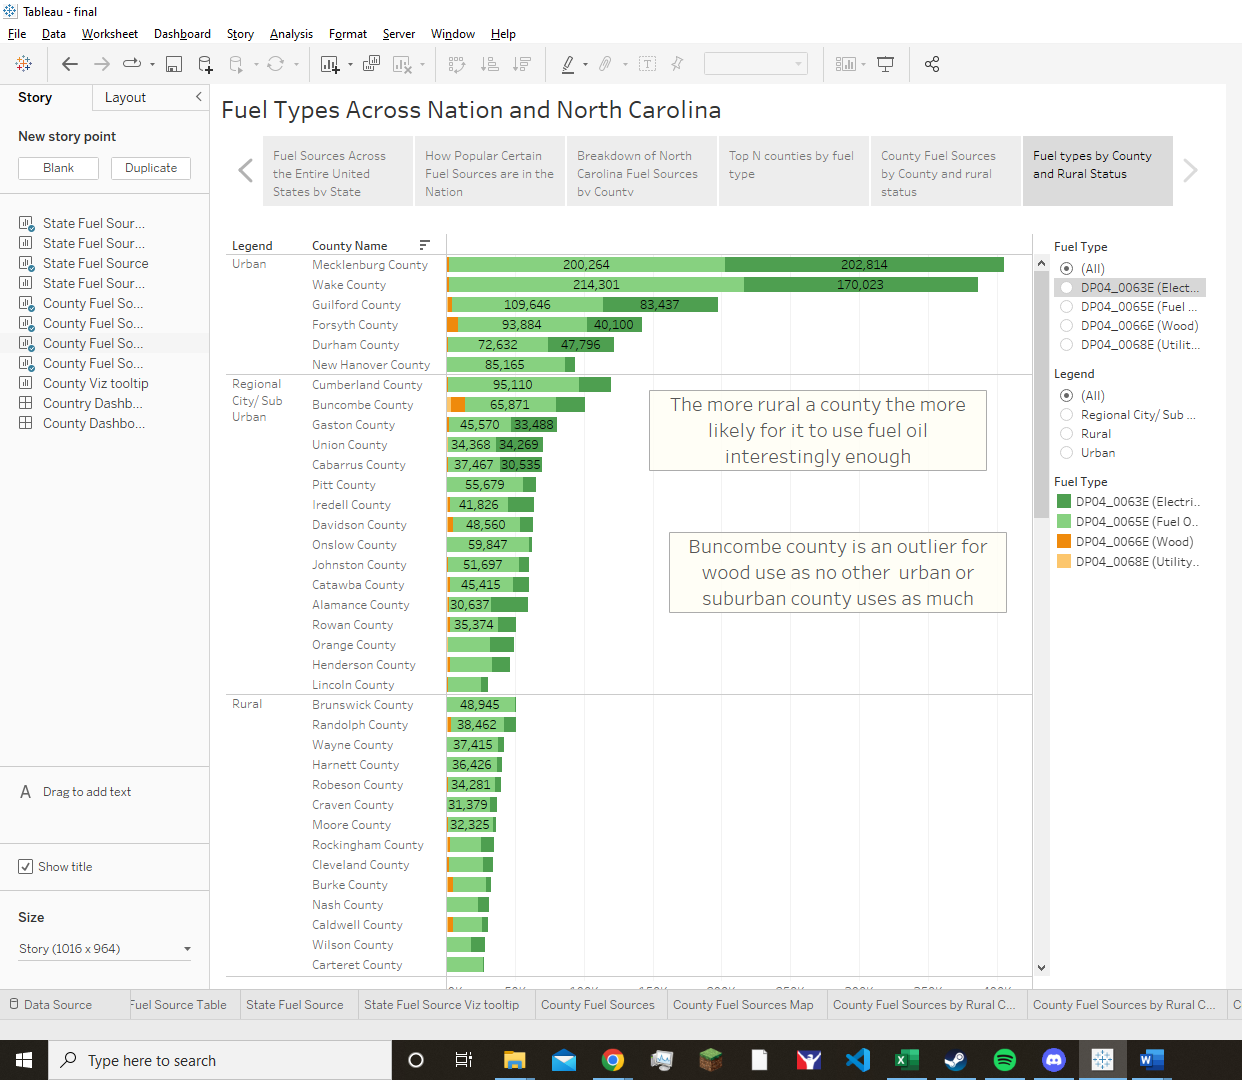 Tableau - final
File Data Worksheet Dashboard Story Analysis Format Server Window Help
Story Layout
New story point
Blank Duplicate
State Fuel Sour...
State Fuel Sour...
State Fuel Source
State Fuel Sour...
County Fuel So...
County Fuel So...
County Fuel So...
County Fuel So...
County Viz tooltip
Country Dashb...
County Dashbo...
A Drag to add text
Show title
Size
Story (1016 x 964)
Fuel Types Across Nation and North Carolina
Fuel Sources Across
the Entire United
States by State
How Popular Certain
Fuel Sources are in the
Nation
Breakdown of North
Carolina Fuel Sources
by County
Top N counties by fuel
type
County Fuel Sources
by County and rural
status
Fuel types by County
and Rural Status
Legend County Name
Urban Mecklenburg County 200,264 202,814
Wake County 214,301 170,023
Guilford County 109,646 83,437
Forsyth County 93,884 40,100
Durham County 72,632 47,796
New Hanover County 85,165
Regional
City/ Sub
Urban
Cumberland County 95,110
Buncombe County 65,871
Gaston County 45,570 33,488
Union County 34,368 34,269
Cabarrus County 37,467 30,535
Pitt County 55,679
Iredell County 41,826
Davidson County 48,560
Onslow County 59,847
Johnston County 51,697
Catawba County 45,415
Alamance County 30,637
Rowan County 35,374
Orange County
Henderson County
Lincoln County
Rural Brunswick County 48,945
Randolph County 38,462
Wayne County 37,415
Harnett County 36,426
Robeson County 34,281
Craven County 31,379
Moore County 32,325
Rockingham County
Cleveland County
Burke County
Nash County
Caldwell County
Wilson County
Carteret County
The more rural a county the more
likely for it to use fuel oil
interestingly enough
Buncombe county is an outlier for
wood use as no other urban or
suburban county uses as much
0K 50K 100K 150K 200K 250K 300K 350K 400K
Fuel Type
(All)
DP04_0063E (Elect...
DP04_0065E (Fuel ...
DP04_0066E (Wood)
DP04_0068E (Utilit...
Legend
(All)
Regional City/ Sub ...
Rural
Urban
Fuel Type
DP04_0063E (Electri..
DP04_0065E (Fuel O..
DP04_0066E (Wood)
DP04_0068E (Utility..
Data Source Fuel Source Table State Fuel Source State Fuel Source Viz tooltip County Fuel Sources County Fuel Sources Map County Fuel Sources by Rural C... County Fuel Sources by Rural C... C
Type here to search